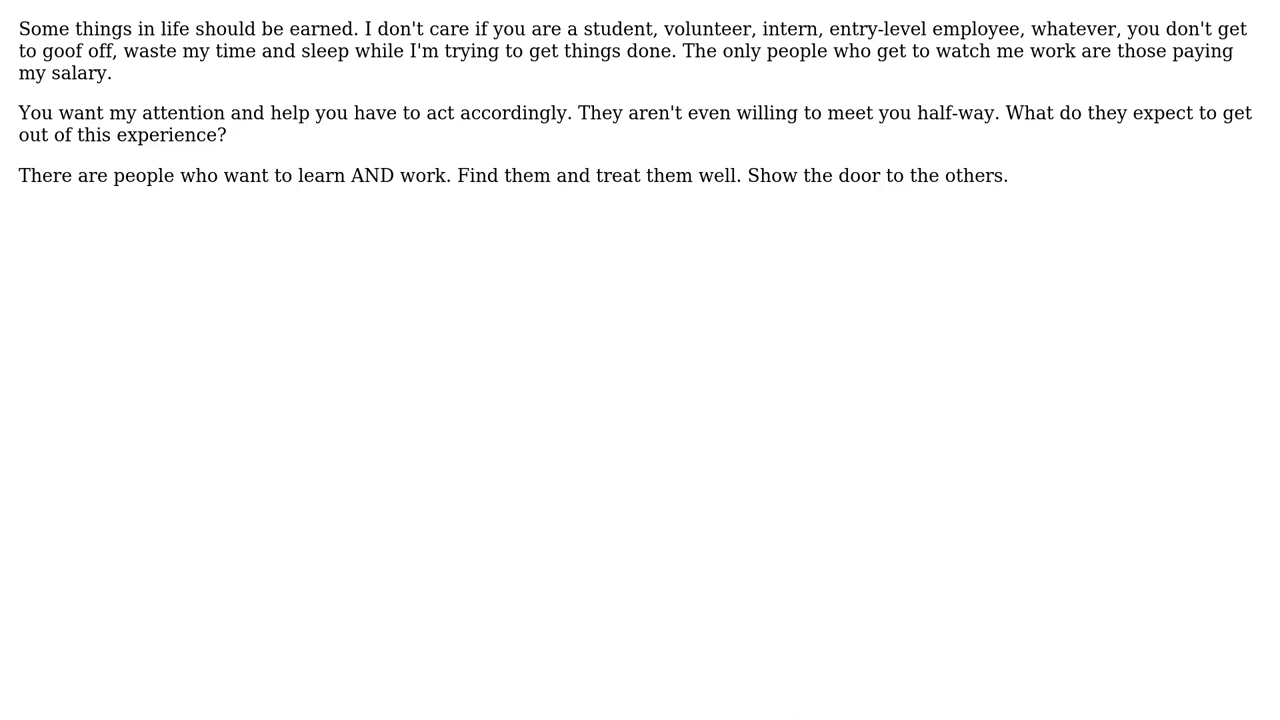 Some things in life should be earned. I don't care if you are a student, volunteer, intern, entry-level employee, whatever, you don't get
to goof off, waste my time and sleep while I'm trying to get things done. The only people who get to watch me work are those paying
my salary.
You want my attention and help you have to act accordingly. They aren't even willing to meet you half-way. What do they expect to get
out of this experience?
There are people who want to learn AND work. Find them and treat them well. Show the door to the others.